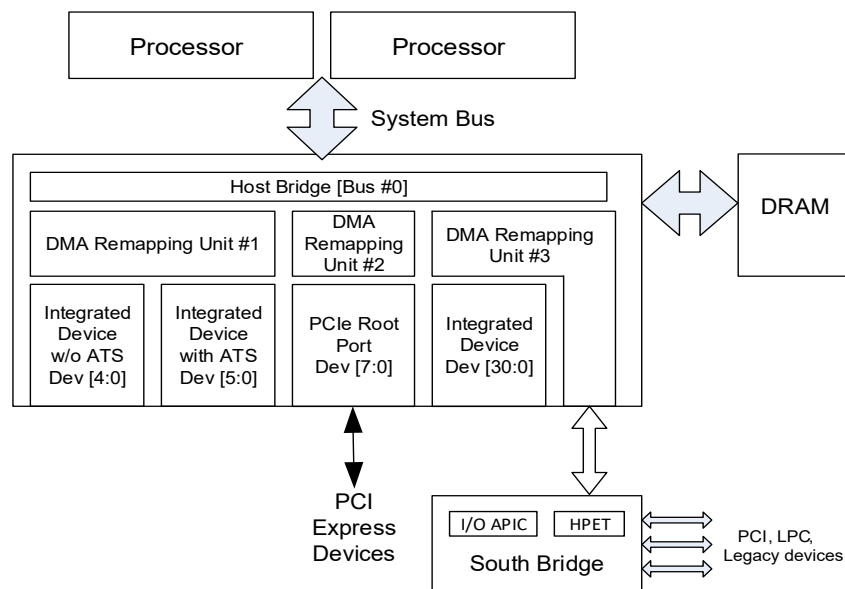 Processor
Processor
System Bus
Host Bridge [Bus #0]
DRAM
DMA Remapping Unit #1
DMA
Remapping
Unit #2
DMA Remapping
Unit #3
Integrated
Device
w/o ATS
Dev [4:0]
Integrated
Device
with ATS
Dev [5:0]
PCIe Root
Port
Dev [7:0]
Integrated
Device
Dev [30:0]
PCI
Express
Devices
I/O APIC
HPET
South Bridge
PCI, LPC,
Legacy devices